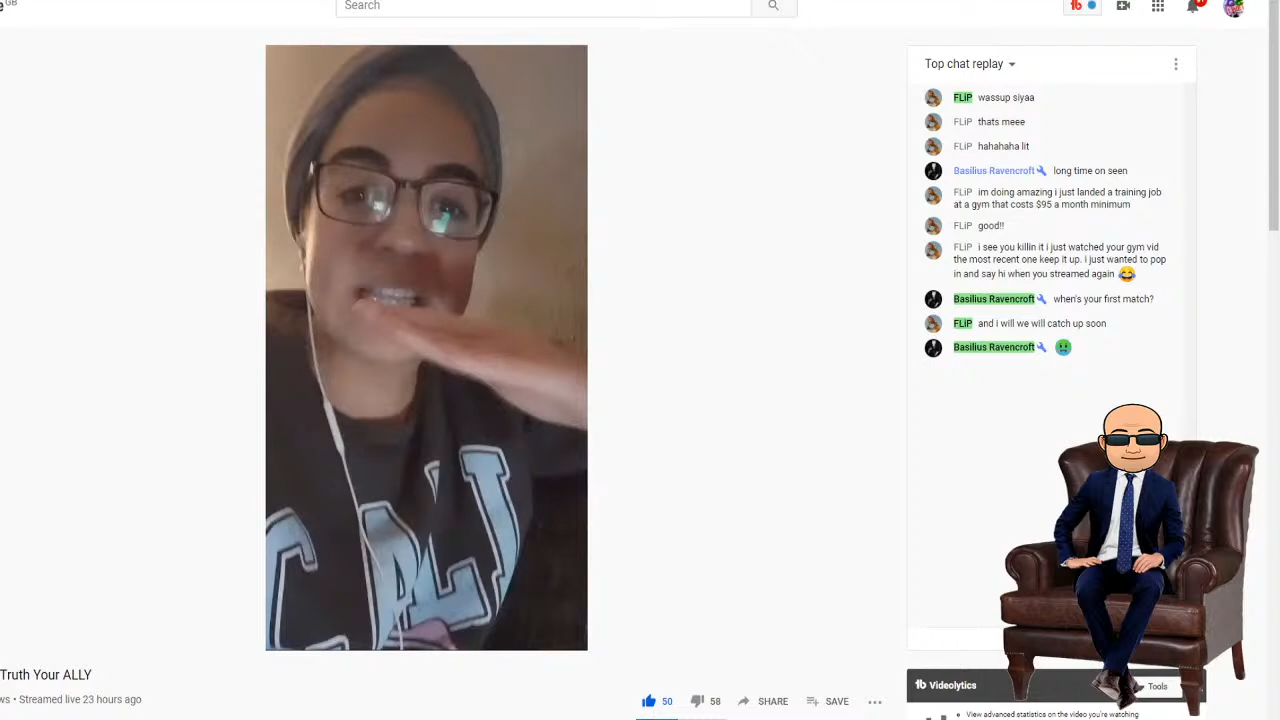 GB
Search
tb
Top chat replay
FLiP wassup siyaa
FLiP thats meee
FLiP hahahaha lit
Basilius Ravencroft long time on seen
FLiP im doing amazing i just landed a training job
at a gym that costs $95 a month minimum
FLiP good!!
FLiP i see you killin it i just watched your gym vid
the most recent one keep it up. i just wanted to pop
in and say hi when you streamed again
Basilius Ravencroft when's your first match?
FLiP and i will we will catch up soon
Basilius Ravencroft
CALI
Truth Your ALLY
ws • Streamed live 23 hours ago
50 58 SHARE SAVE
tb Videolytics Tools
View advanced statistics on the video you're watching